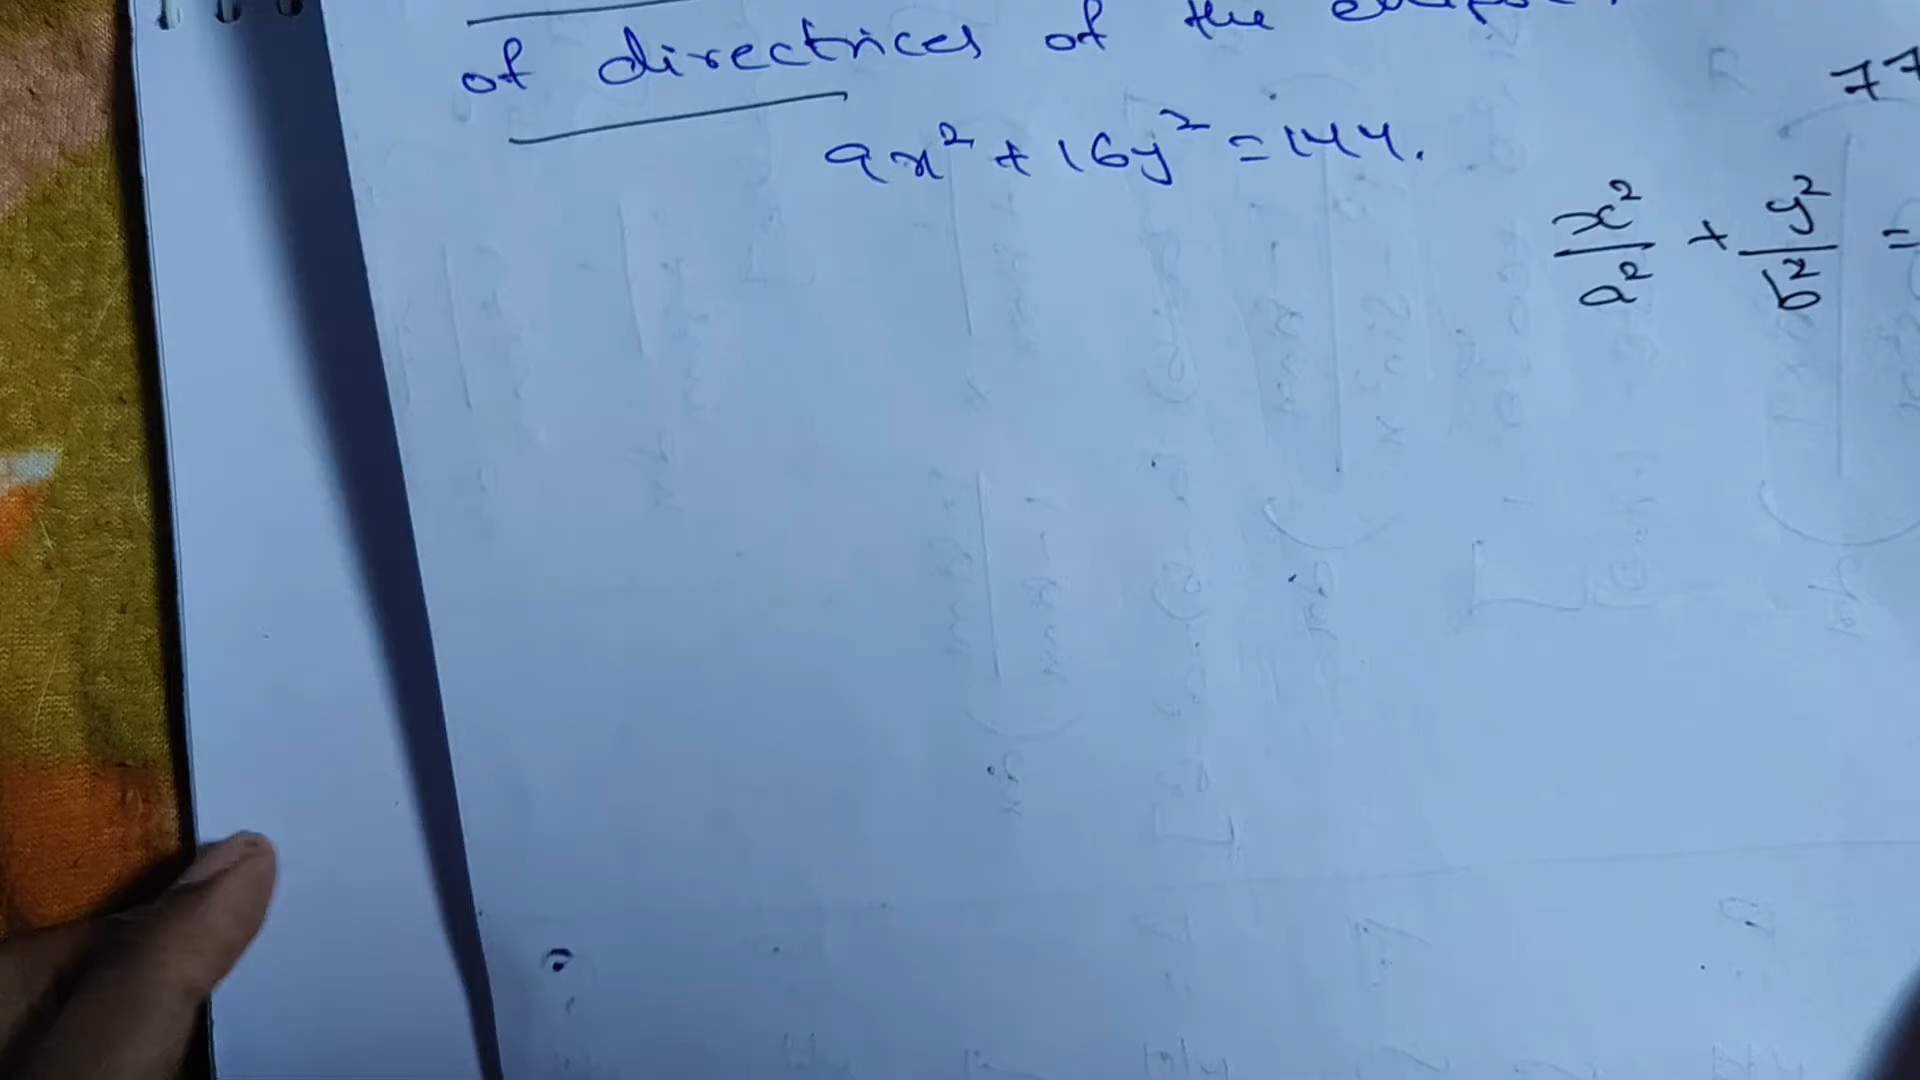 of directrices of the
9x² + 16y² = 144.
77
x²/a² + y²/b² =